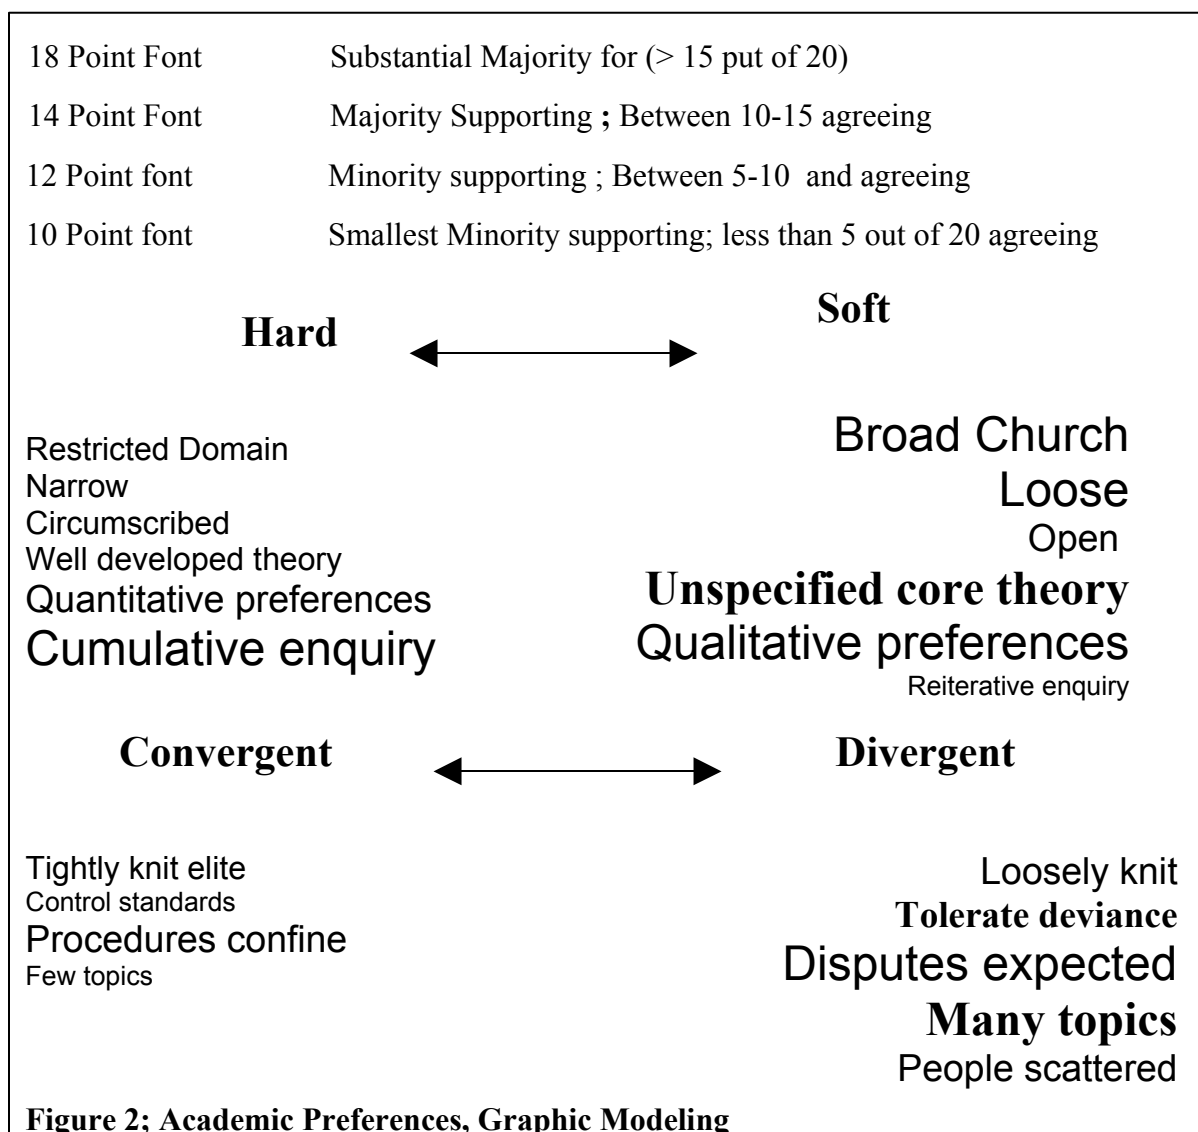 18 Point Font Substantial Majority for (> 15 put of 20)
14 Point Font Majority Supporting ; Between 10-15 agreeing
12 Point font Minority supporting ; Between 5-10 and agreeing
10 Point font Smallest Minority supporting; less than 5 out of 20 agreeing
Hard Soft
Restricted Domain
Narrow
Circumscribed
Well developed theory
Quantitative preferences
Cumulative enquiry
Broad Church
Loose
Open
Unspecified core theory
Qualitative preferences
Reiterative enquiry
Convergent Divergent
Tightly knit elite
Control standards
Procedures confine
Few topics
Loosely knit
Tolerate deviance
Disputes expected
Many topics
People scattered
Figure 2; Academic Preferences, Graphic Modeling